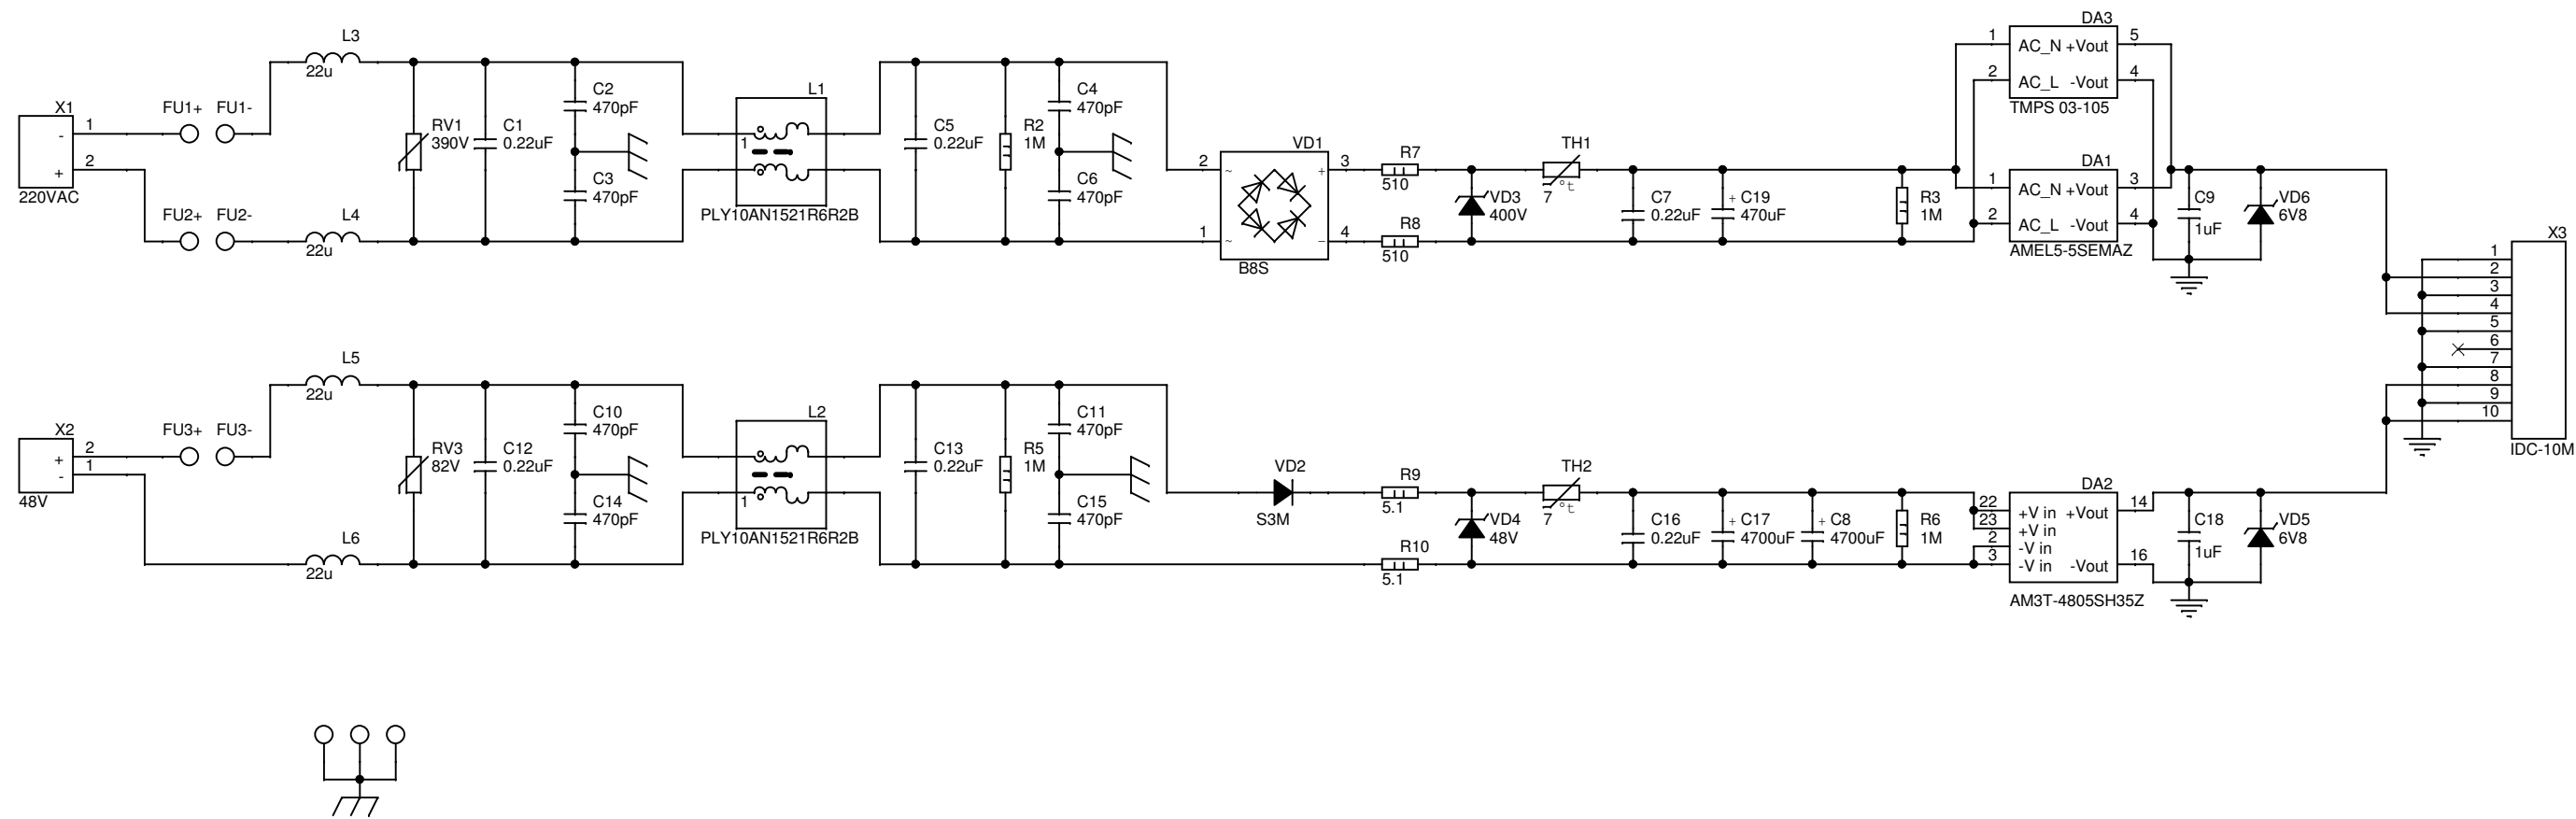 L3
22u
X1
-
1
2
+
220VAC
FU1+ FU1-
FU2+ FU2-
L4
22u
RV1
390V
C1
0.22uF
C2
470pF
C3
470pF
L1
1
PLY10AN1521R6R2B
C5
0.22uF
R2
1M
C4
470pF
C6
470pF
VD1
2
~
1
~
3
+
4
−
B8S
R7
510
R8
510
VD3
400V
TH1
7 °t
C7
0.22uF
+ C19
470uF
R3
1M
DA3
1 AC_N +Vout 5
2 AC_L -Vout 4
TMPS 03-105
DA1
1 AC_N +Vout 3
2 AC_L -Vout 4
AMEL5-5SEMAZ
C9
1uF
VD6
6V8
X3
1
2
3
4
5
6
7
8
9
10
IDC-10M
L5
22u
X2
+
2
1
-
48V
FU3+ FU3-
L6
22u
RV3
82V
C12
0.22uF
C10
470pF
C14
470pF
L2
1
PLY10AN1521R6R2B
C13
0.22uF
R5
1M
C11
470pF
C15
470pF
VD2
S3M
R9
5.1
R10
5.1
VD4
48V
TH2
7 °t
C16
0.22uF
+ C17
4700uF
+ C8
4700uF
R6
1M
DA2
22 +V in +Vout 14
23 +V in
2 -V in
3 -V in -Vout 16
AM3T-4805SH35Z
C18
1uF
VD5
6V8